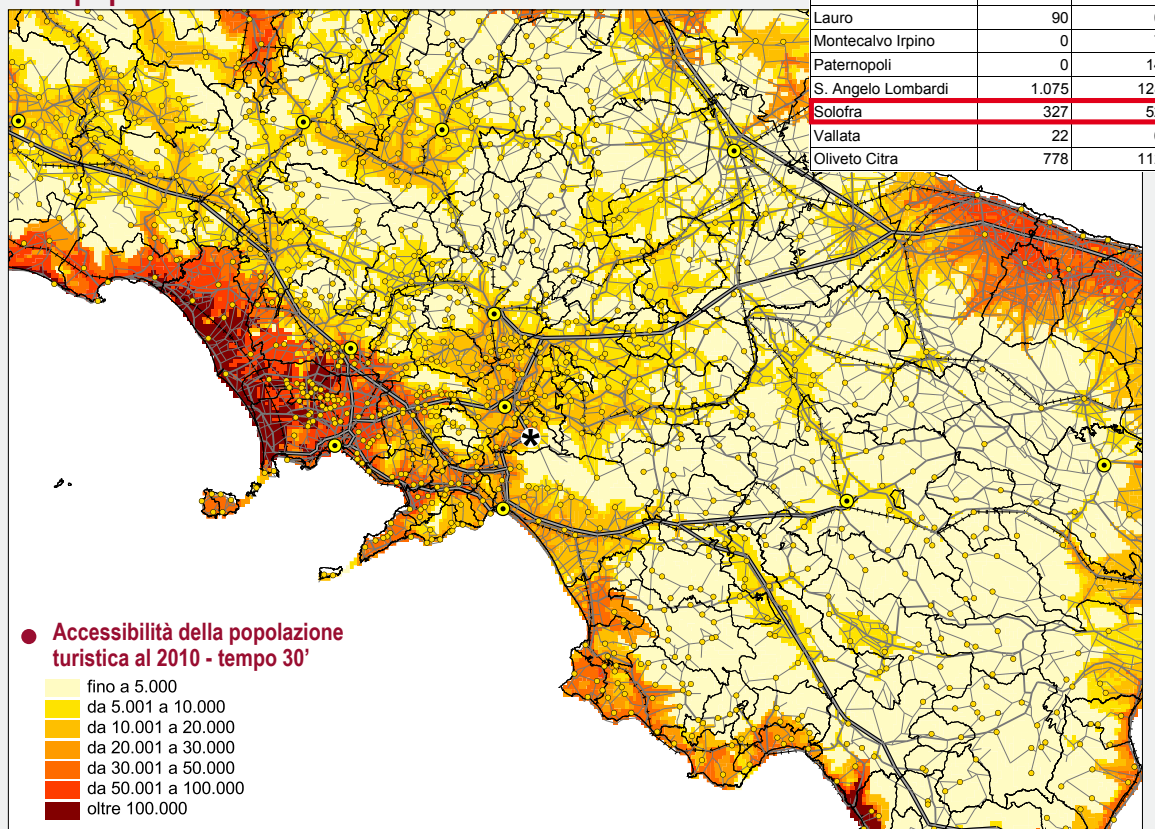 Lauro 90
Montecalvo Irpino 0
Paternopoli 0
S. Angelo Lombardi 1.075
Solofra 327
Vallata 22
Oliveto Citra 778
Accessibilità della popolazione
turistica al 2010 - tempo 30’
fino a 5.000
da 5.001 a 10.000
da 10.001 a 20.000
da 20.001 a 30.000
da 30.001 a 50.000
da 50.001 a 100.000
oltre 100.000